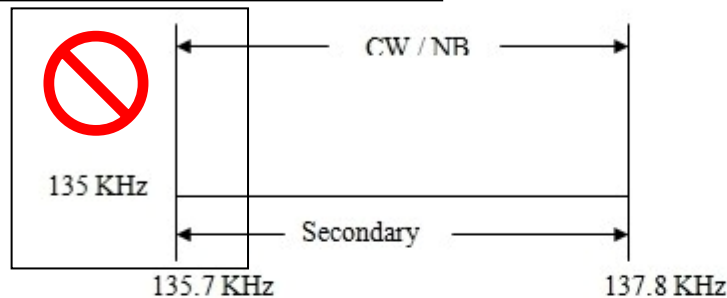 CW / NB
135 KHz
Secondary
135.7 KHz
137.8 KHz